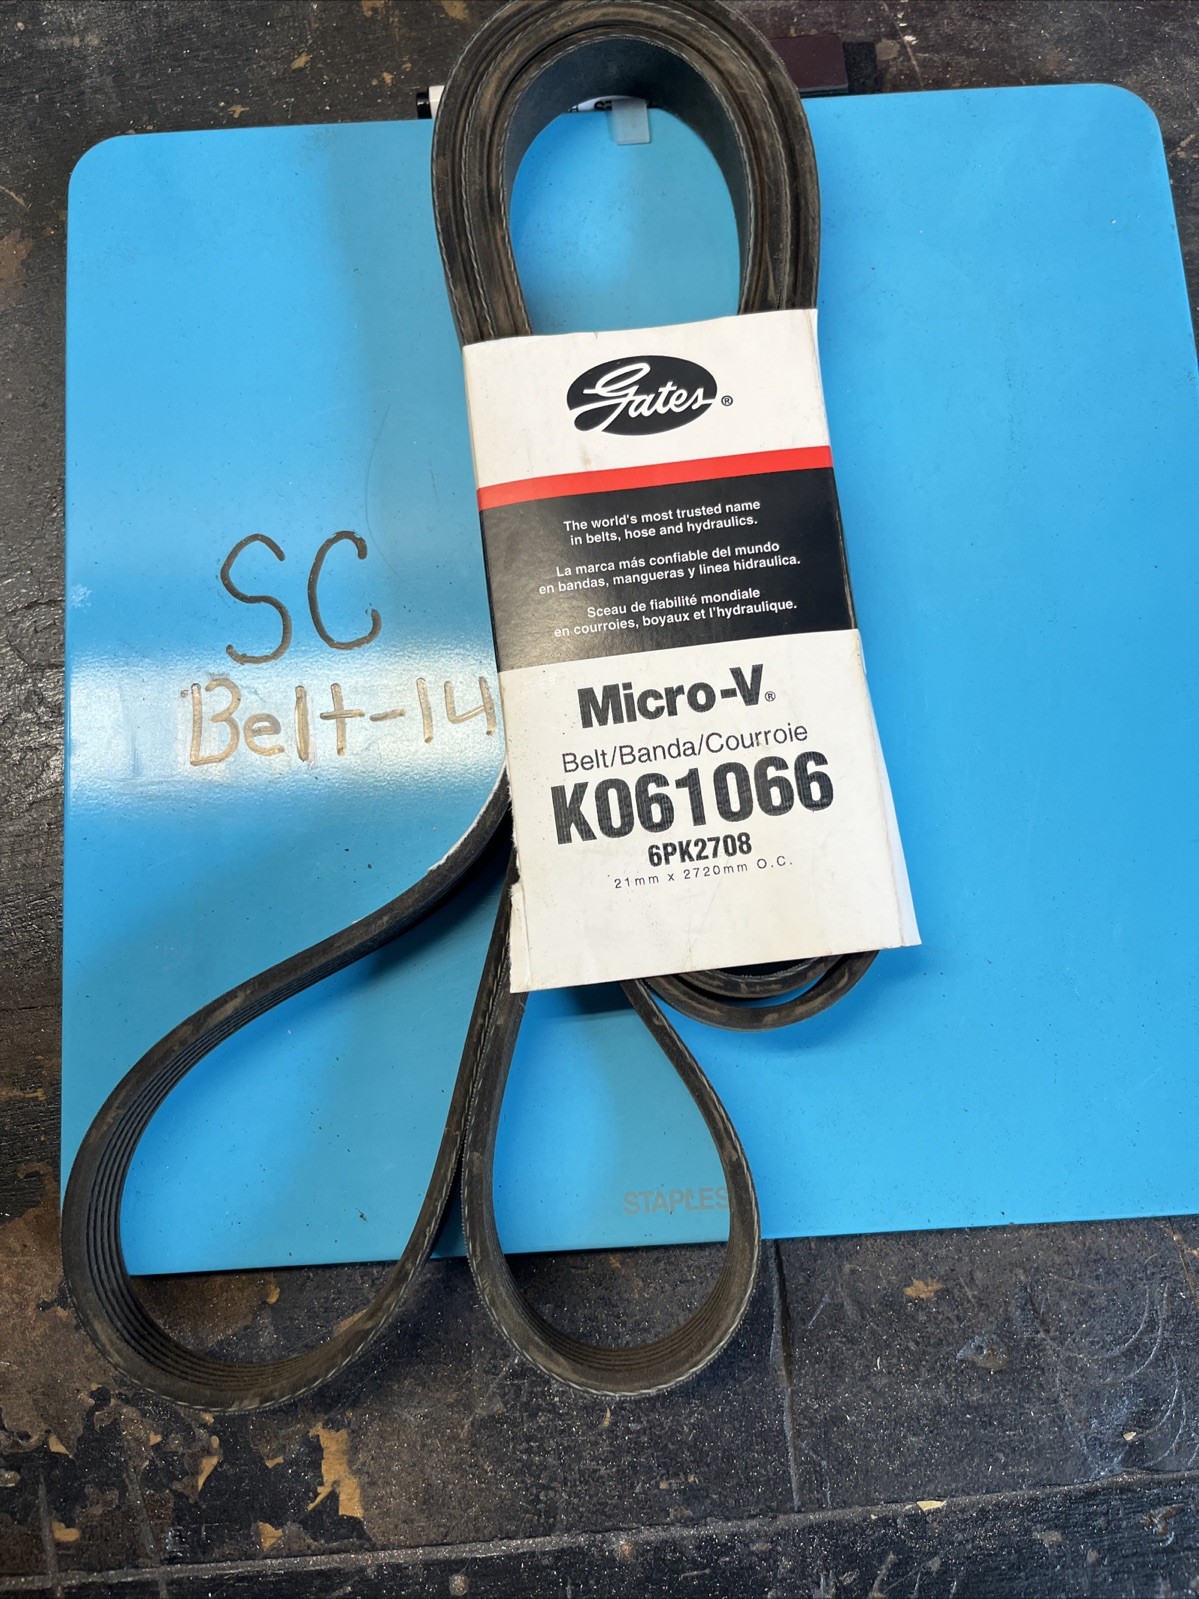 Gates®
The world's most trusted name
in belts, hose and hydraulics.
La marca más confiable del mundo
en bandas, mangueras y linea hidraulica.
Sceau de fiabilité mondiale
en courroies, boyaux et l'hydraulique.
SC
Belt-14
Micro-V®
Belt/Banda/Courroie
K061066
6PK2708
21mm x 2720mm O.C.
STAPLES